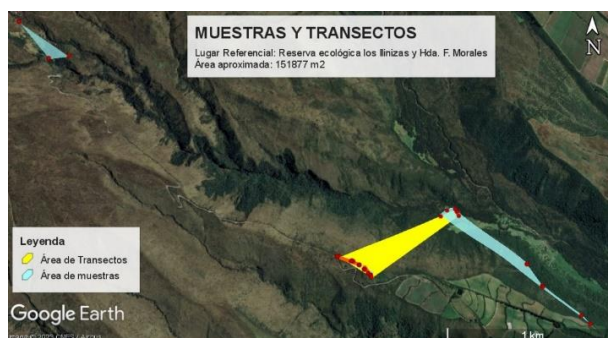 MUESTRAS Y TRANSECTOS
Lugar Referencial: Reserva ecológica los Ilinizas y Hda. F. Morales
Área aproximada: 151877 m2
N
Leyenda
Área de Transectos
Área de muestras
Google Earth
1 km